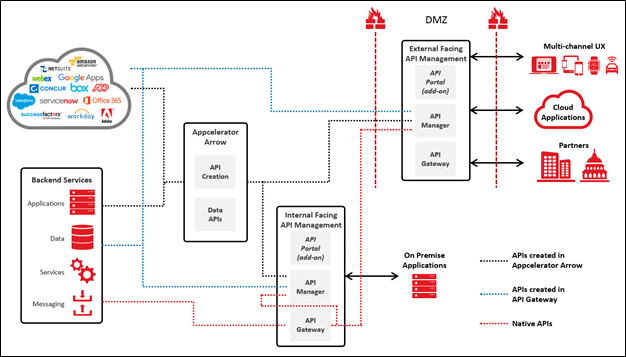 DMZ
External Facing
API Management
API
Portal
(add-on)
API
Manager
API
Gateway
Multi-channel UX
Cloud
Applications
Partners
amazon
web services
NETSUITE
webex
Google Apps
CONCUR
box
ADP
salesforce
servicenow
Office 365
successfactors
workday
Adobe
Appcelerator
Arrow
API
Creation
Data
APIs
Backend Services
Applications
Data
Services
Messaging
Internal Facing
API Management
API
Portal
(add-on)
API
Manager
API
Gateway
On Premise
Applications
APIs created in
Appcelerator Arrow
APIs created in
API Gateway
Native APIs